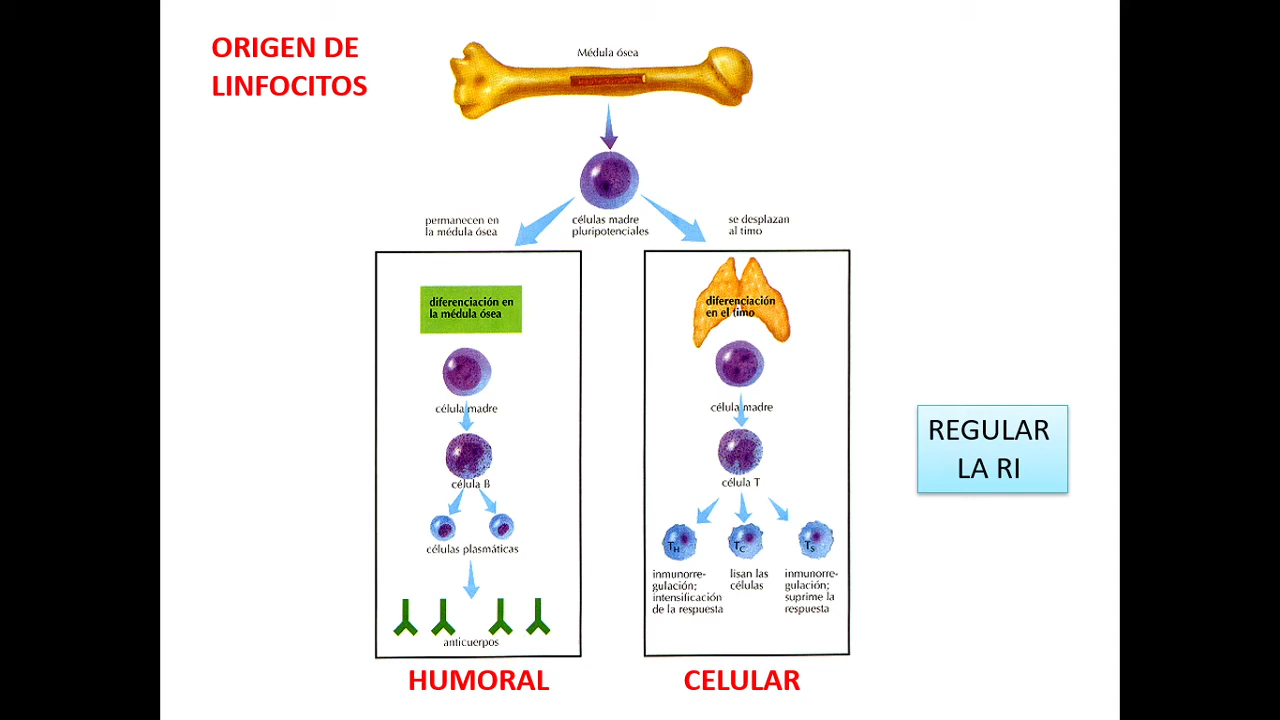 ORIGEN DE
LINFOCITOS
Médula ósea
permanecen en
la médula ósea
células madre
pluripotenciales
se desplazan
al timo
diferenciación en
la médula ósea
célula madre
célula B
células plasmáticas
anticuerpos
HUMORAL
diferenciación
en el timo
célula madre
célula T
TH
TC
TS
inmunorre-
gulación;
intensificación
de la respuesta
lisan las
células
inmunorre-
gulación;
suprime la
respuesta
CELULAR
REGULAR
LA RI